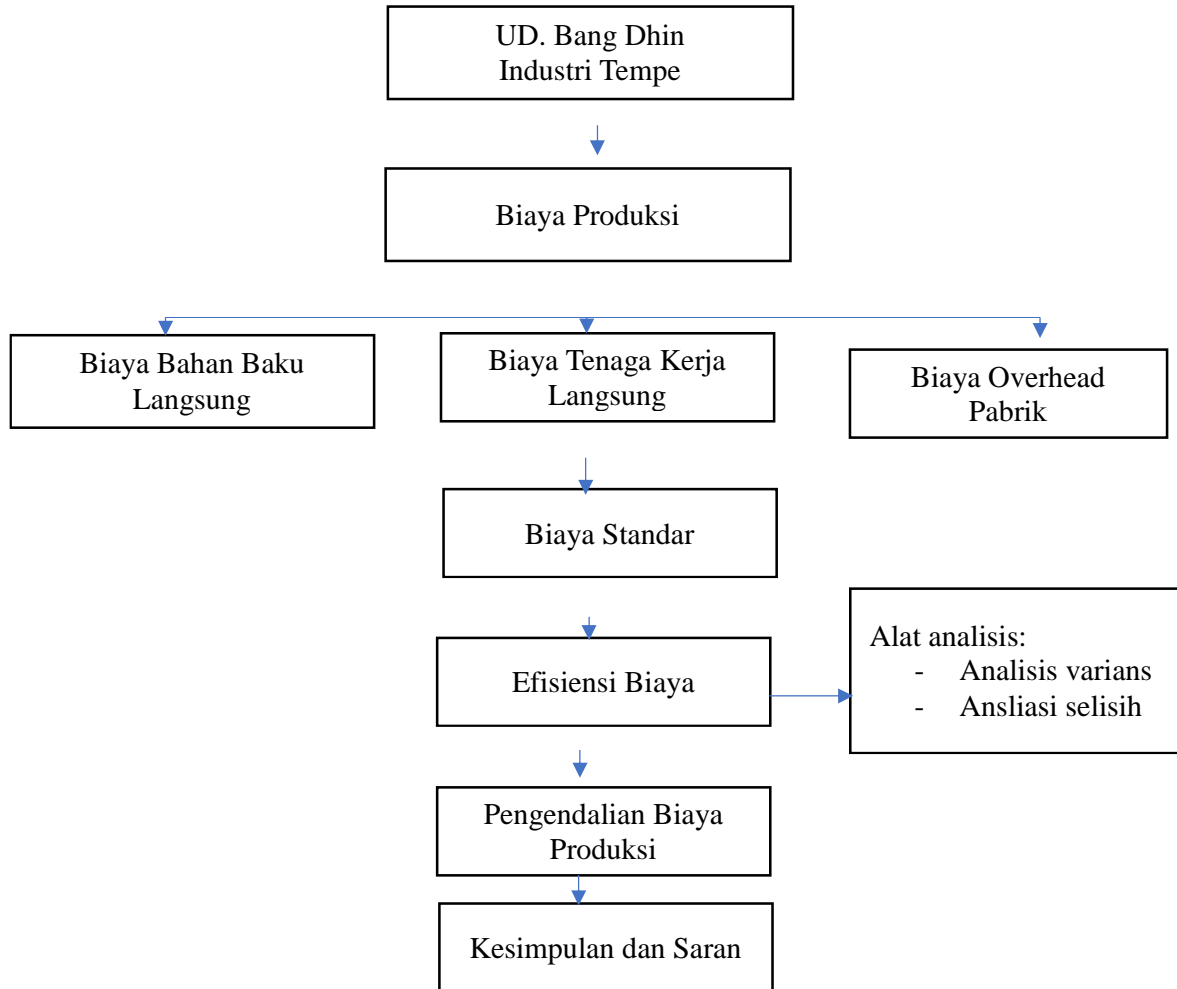 UD. Bang Dhin
Industri Tempe
Biaya Produksi
Biaya Bahan Baku
Langsung
Biaya Tenaga Kerja
Langsung
Biaya Overhead
Pabrik
Biaya Standar
Efisiensi Biaya
Alat analisis:
- Analisis varians
- Ansliasi selisih
Pengendalian Biaya
Produksi
Kesimpulan dan Saran